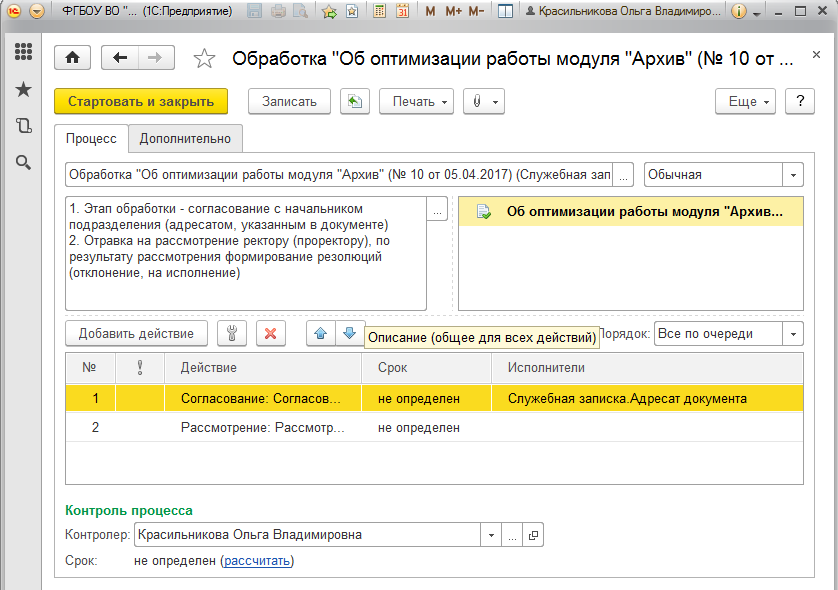 ФГБОУ ВО "... (1С:Предприятие)
M M+ M-
Красильникова Ольга Владимиро...
Обработка "Об оптимизации работы модуля "Архив" (№ 10 от ...
Стартовать и закрыть
Записать
Печать
Еще
?
Процесс
Дополнительно
Обработка "Об оптимизации работы модуля "Архив" (№ 10 от 05.04.2017) (Служебная зап
...
Обычная
1. Этап обработки - согласование с начальником
подразделения (адресатом, указанным в документе)
2. Отравка на рассмотрение ректору (проректору), по
результату рассмотрения формирование резолюций
(отклонение, на исполнение)
...
Об оптимизации работы модуля "Архив...
Добавить действие
Описание (общее для всех действий)
Порядок:
Все по очереди
№
Действие
Срок
Исполнители
1
Согласование: Согласов...
не определен
Служебная записка.Адресат документа
2
Рассмотрение: Рассмотр...
не определен
Контроль процесса
Контролер:
Красильникова Ольга Владимировна
...
Срок:
не определен (рассчитать)